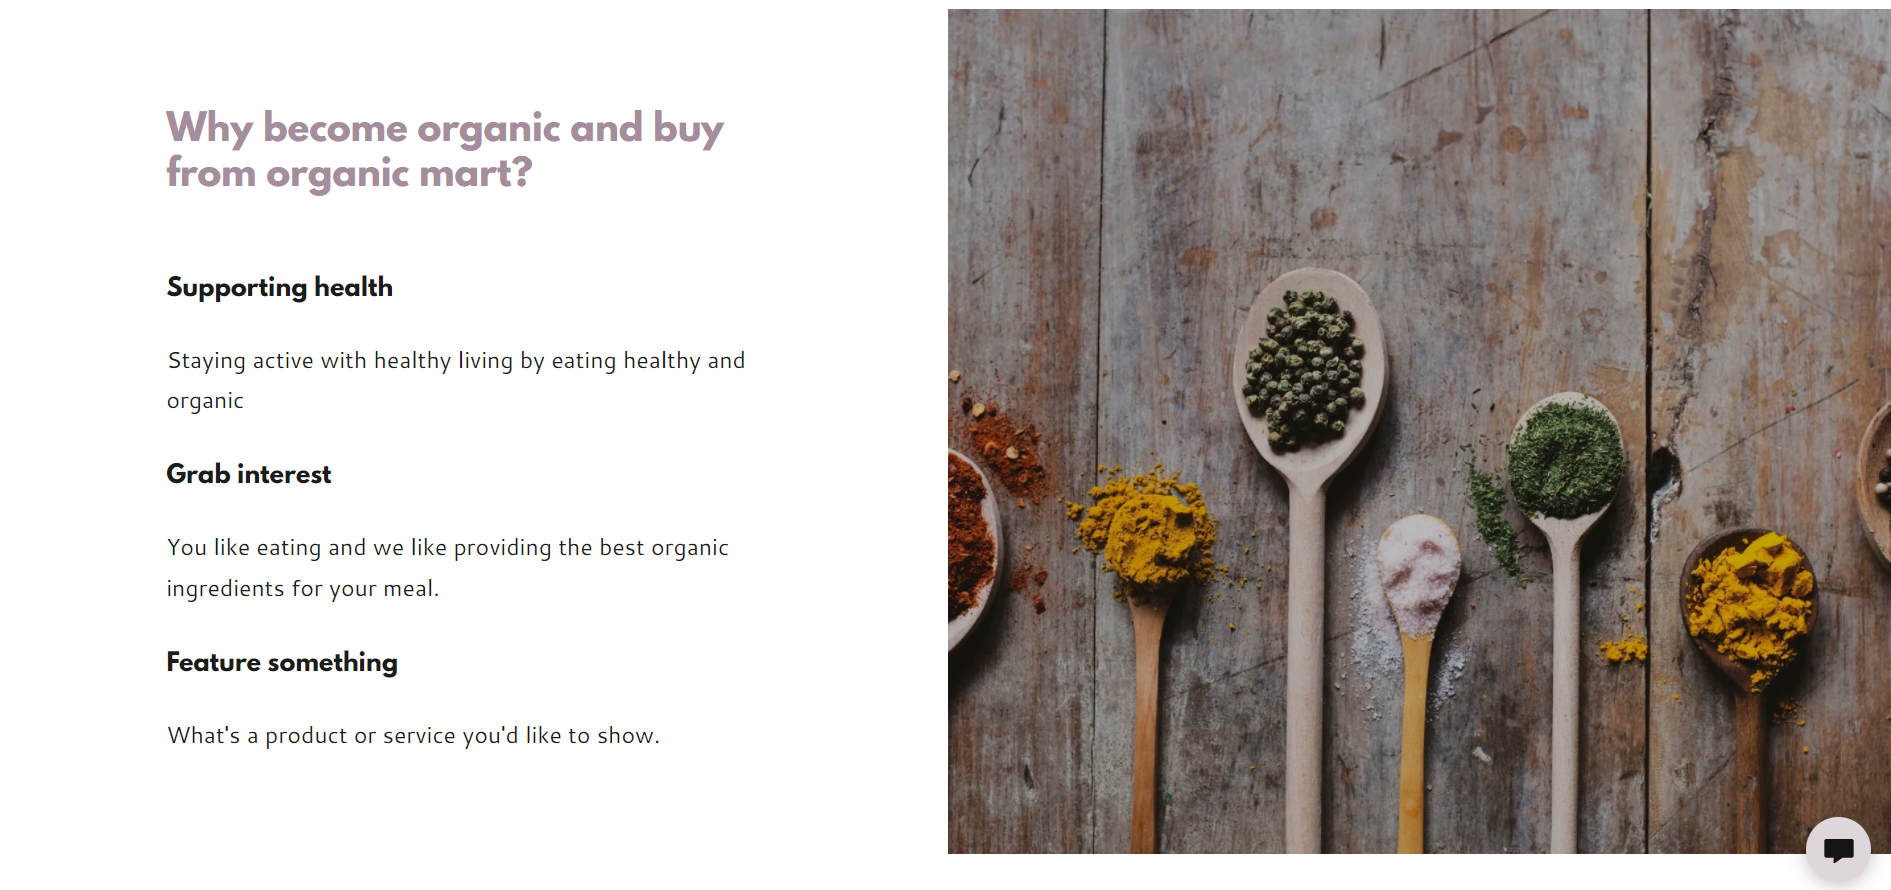 Why become organic and buy
from organic mart?
Supporting health
Staying active with healthy living by eating healthy and
organic
Grab interest
You like eating and we like providing the best organic
ingredients for your meal.
Feature something
What's a product or service you'd like to show.